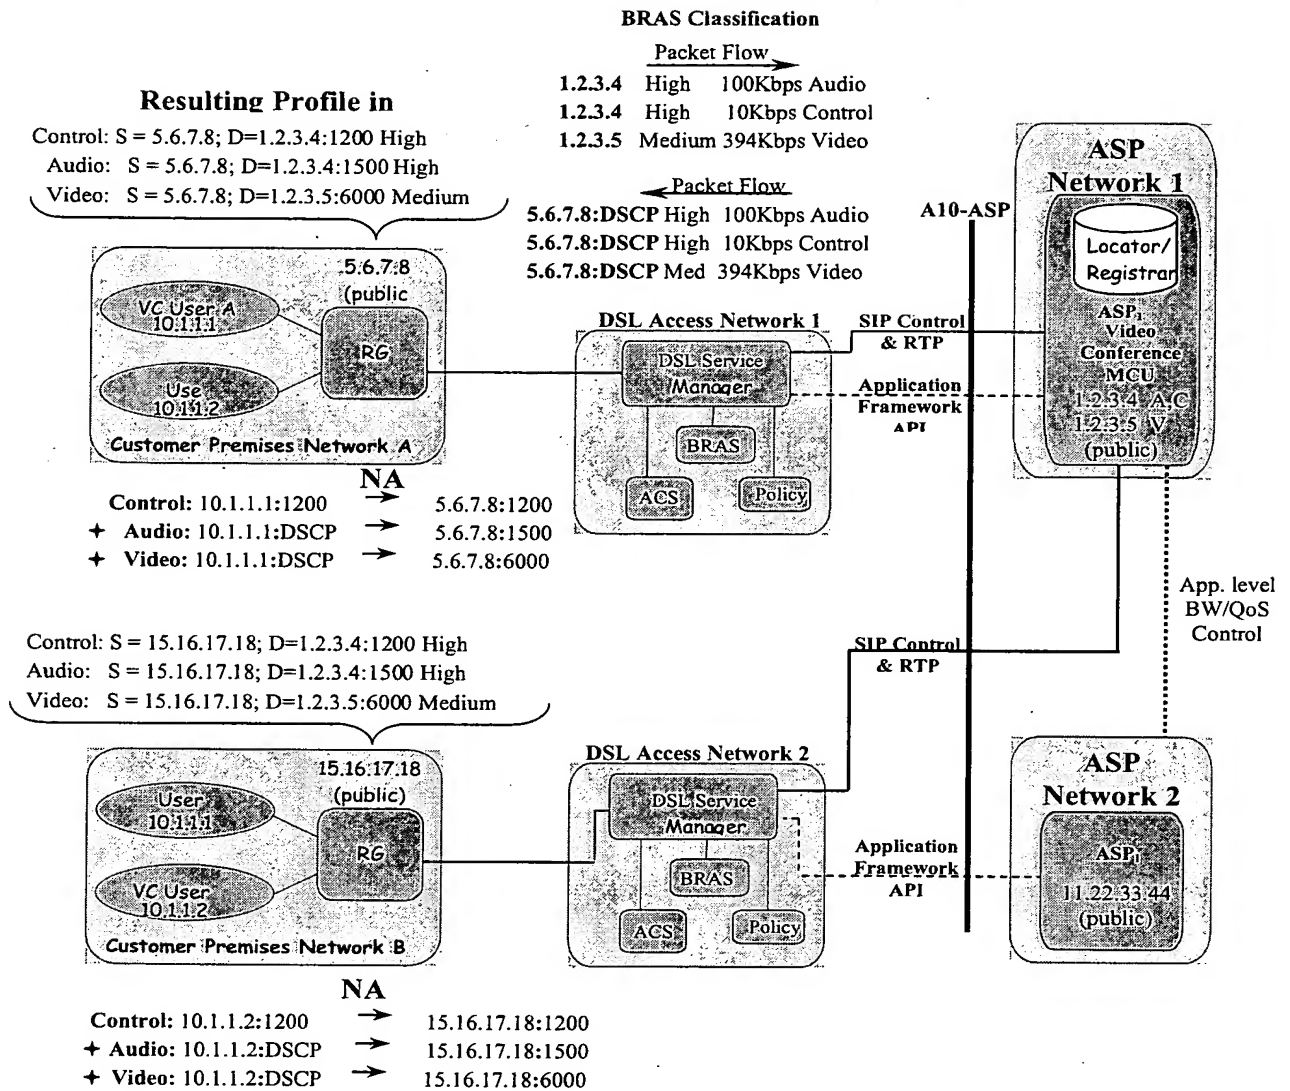 BRAS Classification
Packet Flow
1.2.3.4 High 100Kbps Audio
1.2.3.4 High 10Kbps Control
1.2.3.5 Medium 394Kbps Video
Packet Flow
5.6.7.8:DSCP High 100Kbps Audio
5.6.7.8:DSCP High 10Kbps Control
5.6.7.8:DSCP Med 394Kbps Video
Resulting Profile in
Control: S = 5.6.7.8; D=1.2.3.4:1200 High
Audio: S = 5.6.7.8; D=1.2.3.4:1500 High
Video: S = 5.6.7.8; D=1.2.3.5:6000 Medium
5.6.7.8
(public
VC User A
10.1.1.1
Use
10.1.1.2
RG
Customer Premises Network A
NA
Control: 10.1.1.1:1200 → 5.6.7.8:1200
✦ Audio: 10.1.1.1:DSCP → 5.6.7.8:1500
✦ Video: 10.1.1.1:DSCP → 5.6.7.8:6000
DSL Access Network 1
DSL Service
/Manager
BRAS
ACS
Policy
A10-ASP
SIP Control
& RTP
Application
Framework
API
ASP
Network 1
Locator/
Registrar
ASP₁
Video
Conference
MCU
1.2.3.4 A,C
1.2.3.5 V
(public)
App. level
BW/QoS
Control
Control: S = 15.16.17.18; D=1.2.3.4:1200 High
Audio: S = 15.16.17.18; D=1.2.3.4:1500 High
Video: S = 15.16.17.18; D=1.2.3.5:6000 Medium
15.16.17.18
(public)
User
10.1.1.1
VC User
10.1.1.2
RG
Customer Premises Network B
NA
Control: 10.1.1.2:1200 → 15.16.17.18:1200
✦ Audio: 10.1.1.2:DSCP → 15.16.17.18:1500
✦ Video: 10.1.1.2:DSCP → 15.16.17.18:6000
DSL Access Network 2
DSL Service
Manager
BRAS
ACS
Policy
SIP Control
& RTP
Application
Framework
API
ASP
Network 2
ASP₁
11.22.33.44
(public)